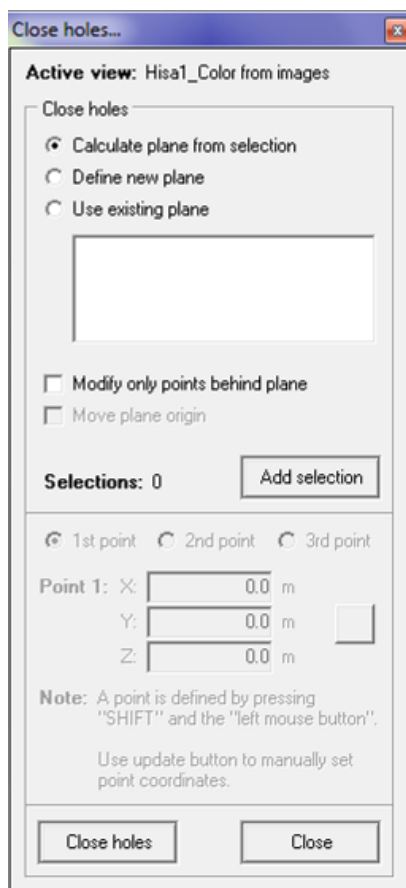 Close holes...
Active view: Hisa1_Color from images
Close holes
Calculate plane from selection
Define new plane
Use existing plane
Modify only points behind plane
Move plane origin
Selections: 0 Add selection
1st point 2nd point 3rd point
Point 1: X: 0.0 m
Y: 0.0 m
Z: 0.0 m
Note: A point is defined by pressing
"SHIFT" and the "left mouse button".
Use update button to manually set
point coordinates.
Close holes Close